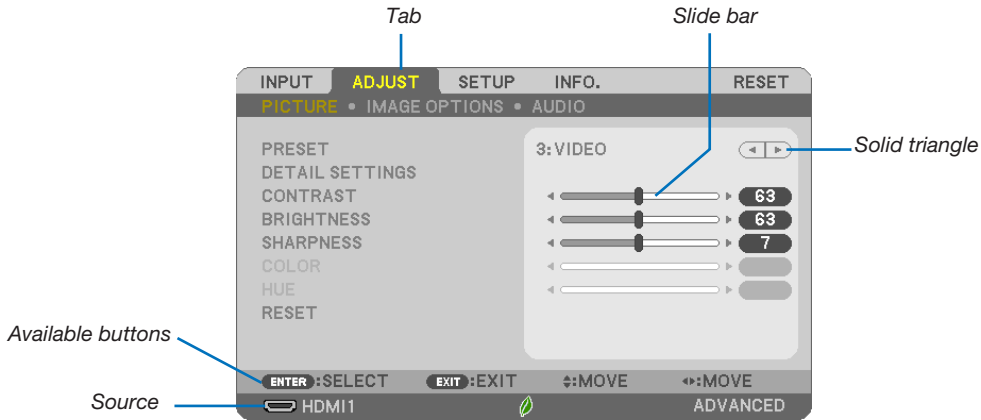 Tab Slide bar
INPUT ADJUST SETUP INFO. RESET
PICTURE • IMAGE OPTIONS • AUDIO
PRESET 3:VIDEO
Solid triangle
DETAIL SETTINGS
CONTRAST 63
BRIGHTNESS 63
SHARPNESS 7
COLOR
HUE
RESET
Available buttons
ENTER :SELECT EXIT :EXIT :MOVE :MOVE
Source
HDMI1 ADVANCED